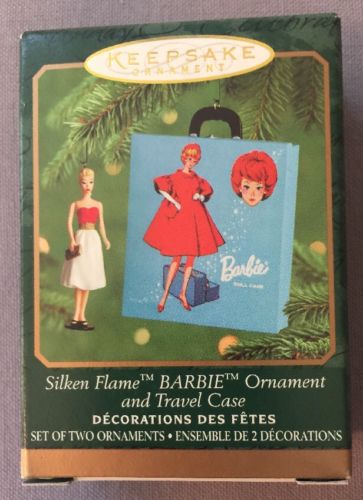 KEEPSAKE
ORNAMENT
Barbie
DOLL CASE
Silken Flame™ BARBIE™ Ornament
and Travel Case
DÉCORATIONS DES FÊTES
SET OF TWO ORNAMENTS • ENSEMBLE DE 2 DÉCORATIONS